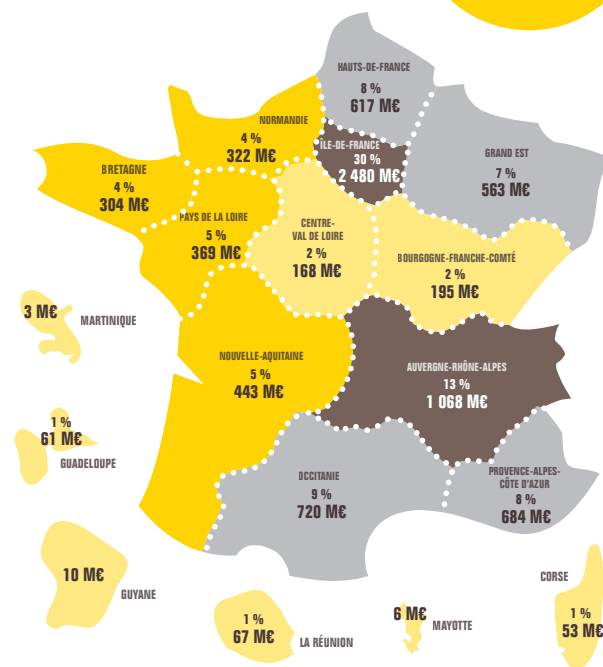 HAUTS-DE-FRANCE
8 %
617 M€
NORMANDIE
4 %
322 M€
ÎLE-DE-FRANCE
30 %
2 480 M€
GRAND EST
7 %
563 M€
BRETAGNE
4 %
304 M€
PAYS DE LA LOIRE
5 %
369 M€
CENTRE-
VAL DE LOIRE
2 %
168 M€
BOURGOGNE-FRANCHE-COMTÉ
2 %
195 M€
3 M€
MARTINIQUE
NOUVELLE-AQUITAINE
5 %
443 M€
AUVERGNE-RHÔNE-ALPES
13 %
1 068 M€
1 %
61 M€
GUADELOUPE
OCCITANIE
9 %
720 M€
PROVENCE-ALPES-
CÔTE D'AZUR
8 %
684 M€
10 M€
GUYANE
1 %
67 M€
LA RÉUNION
6 M€
MAYOTTE
CORSE
1 %
53 M€